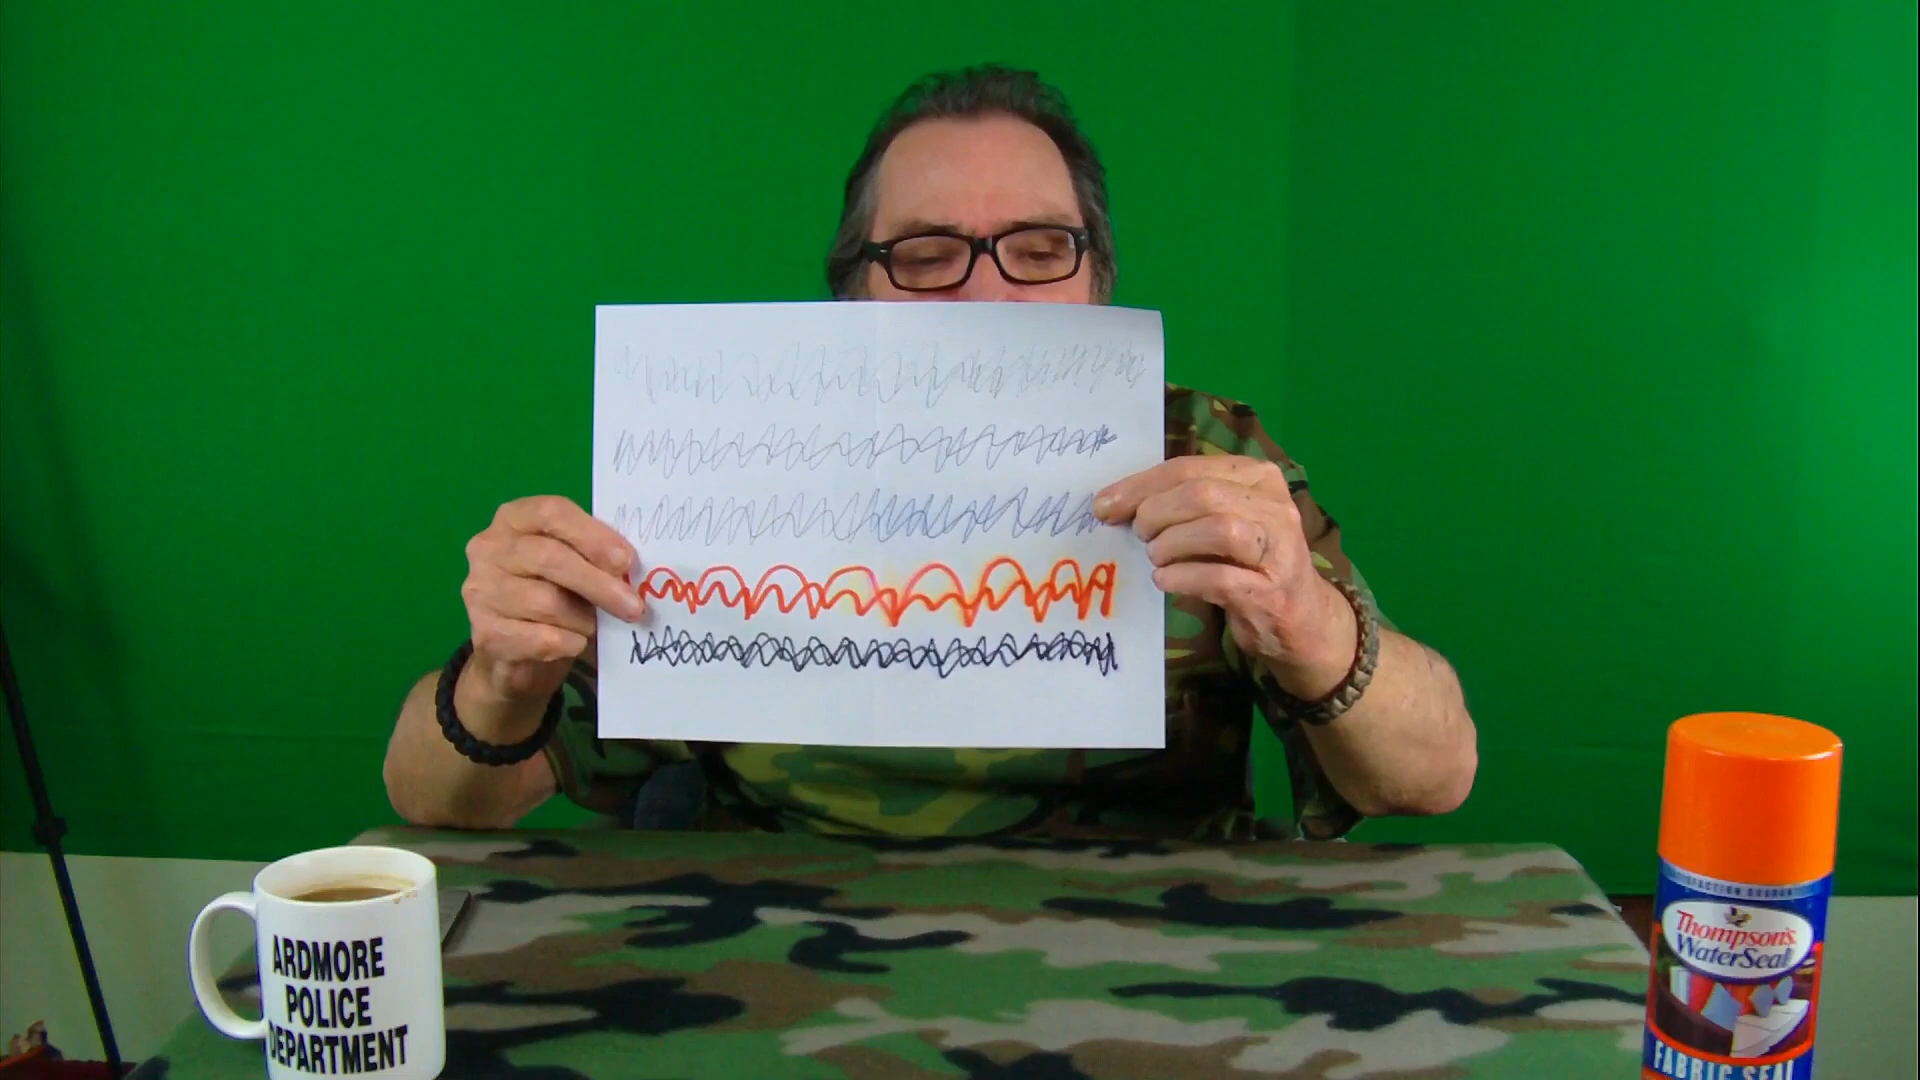 ARDMORE
POLICE
DEPARTMENT
Thompson's
WaterSeal
FABRIC SEAL